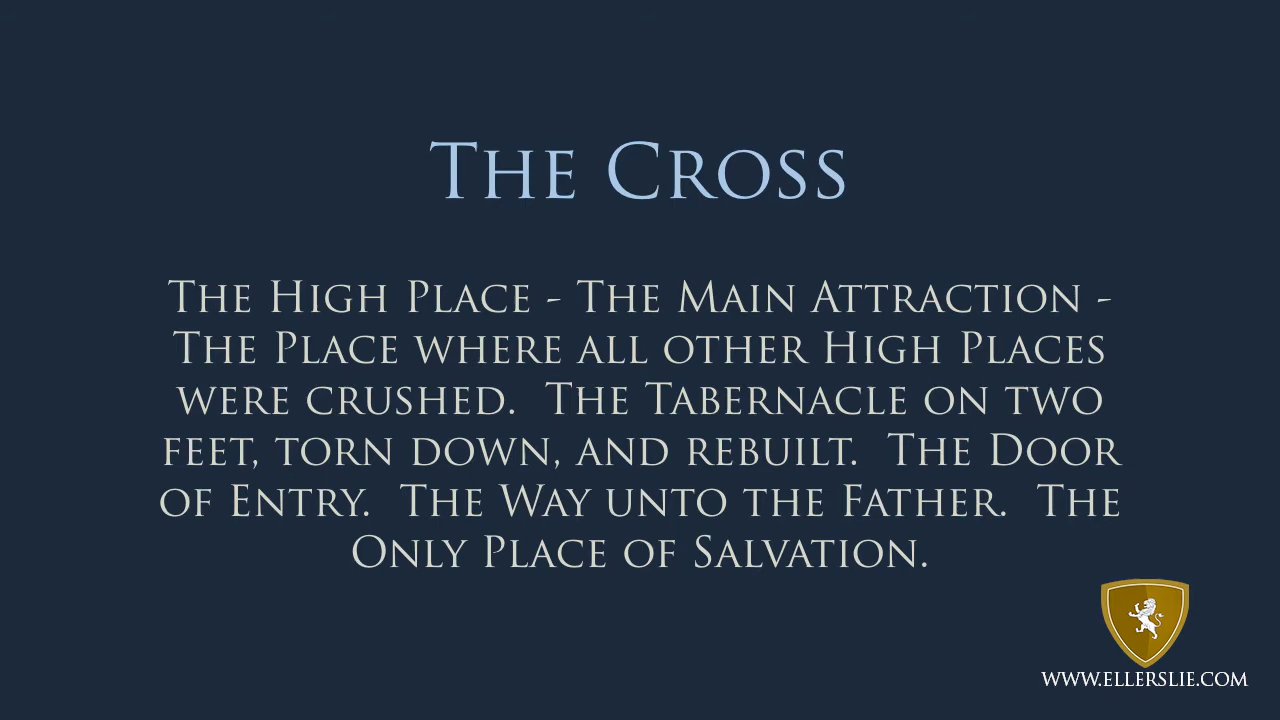 The Cross
The High Place - The Main Attraction -
The Place where all other High Places
were crushed.  The Tabernacle on two
feet, torn down, and rebuilt.  The Door
of Entry.  The Way unto the Father.  The
Only Place of Salvation.
www.ellerslie.com